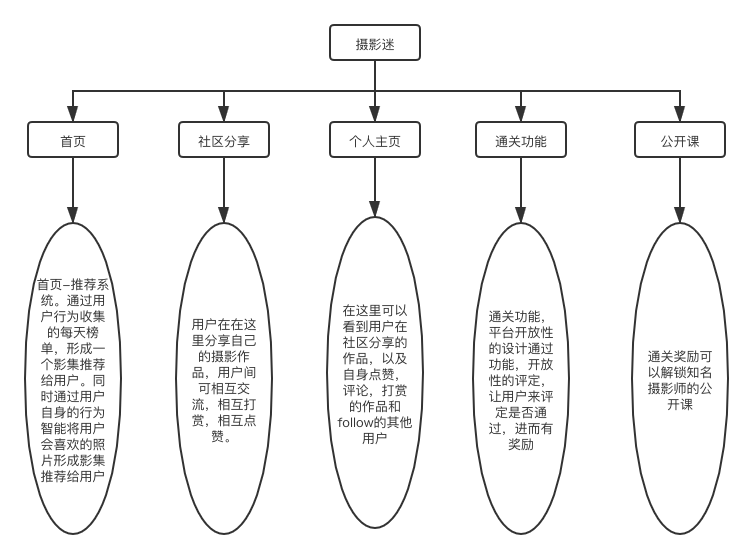 摄影迷
首页
社区分享
个人主页
通关功能
公开课
首页–推荐系
统。通过用
户行为收集
的每天榜
单，形成一
个影集推荐
给用户。同
时通过用户
自身的行为
智能将用户
会喜欢的照
片形成影集
推荐给用户
用户在在这
里分享自己
的摄影作
品，用户间
可相互交
流，相互打
赏，相互点
赞。
在这里可以
看到用户在
社区分享的
作品，以及
自身点赞，
评论，打赏
的作品和
follow的其他
用户
通关功能，
平台开放性
的设计通过
功能，开放
性的评定，
让用户来评
定是否通
过，进而有
奖励
通关奖励可
以解锁知名
摄影师的公
开课